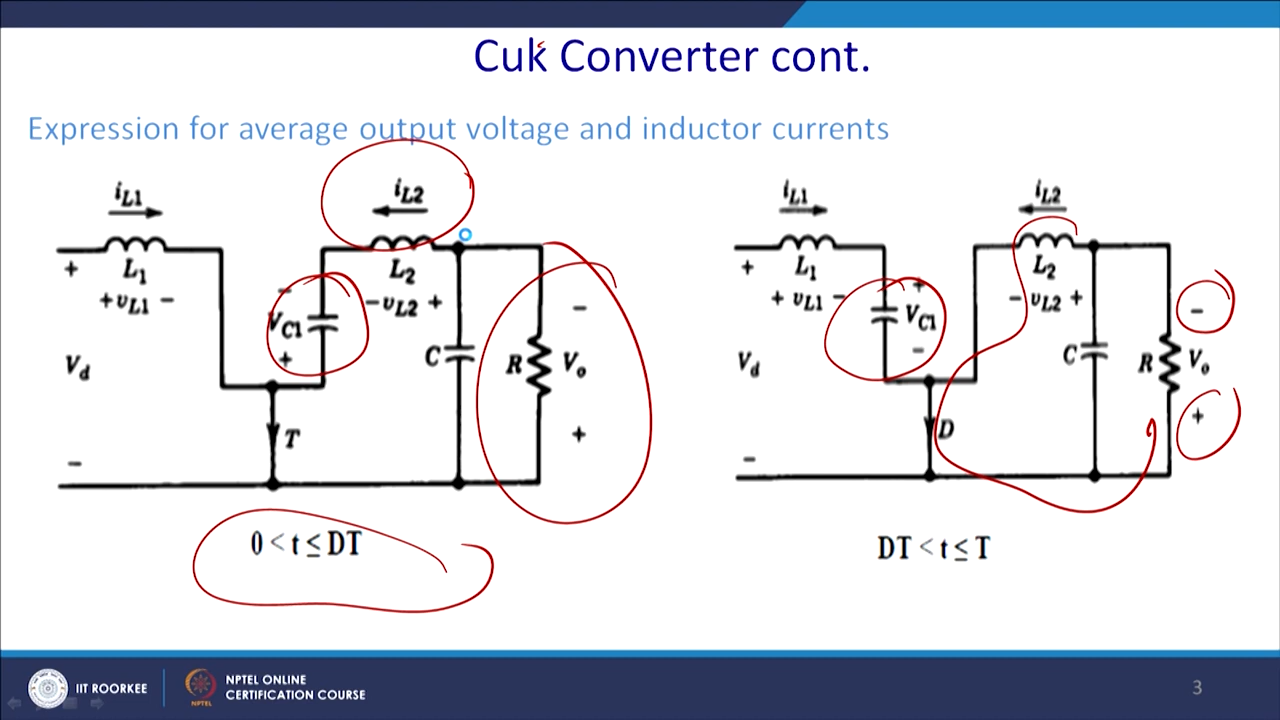 Cuk Converter cont.
Expression for average output voltage and inductor currents
iL1
iL2
L1
+ vL1 −
L2
− vL2 +
+
Vd
−
−
VC1
+
T
C
R
−
Vo
+
0 < t ≤ DT
iL1
iL2
L1
+ vL1 −
L2
− vL2 +
+
Vd
−
+
VC1
−
D
C
R
−
Vo
+
DT < t ≤ T
IIT ROORKEE
NPTEL
NPTEL ONLINE
CERTIFICATION COURSE
3